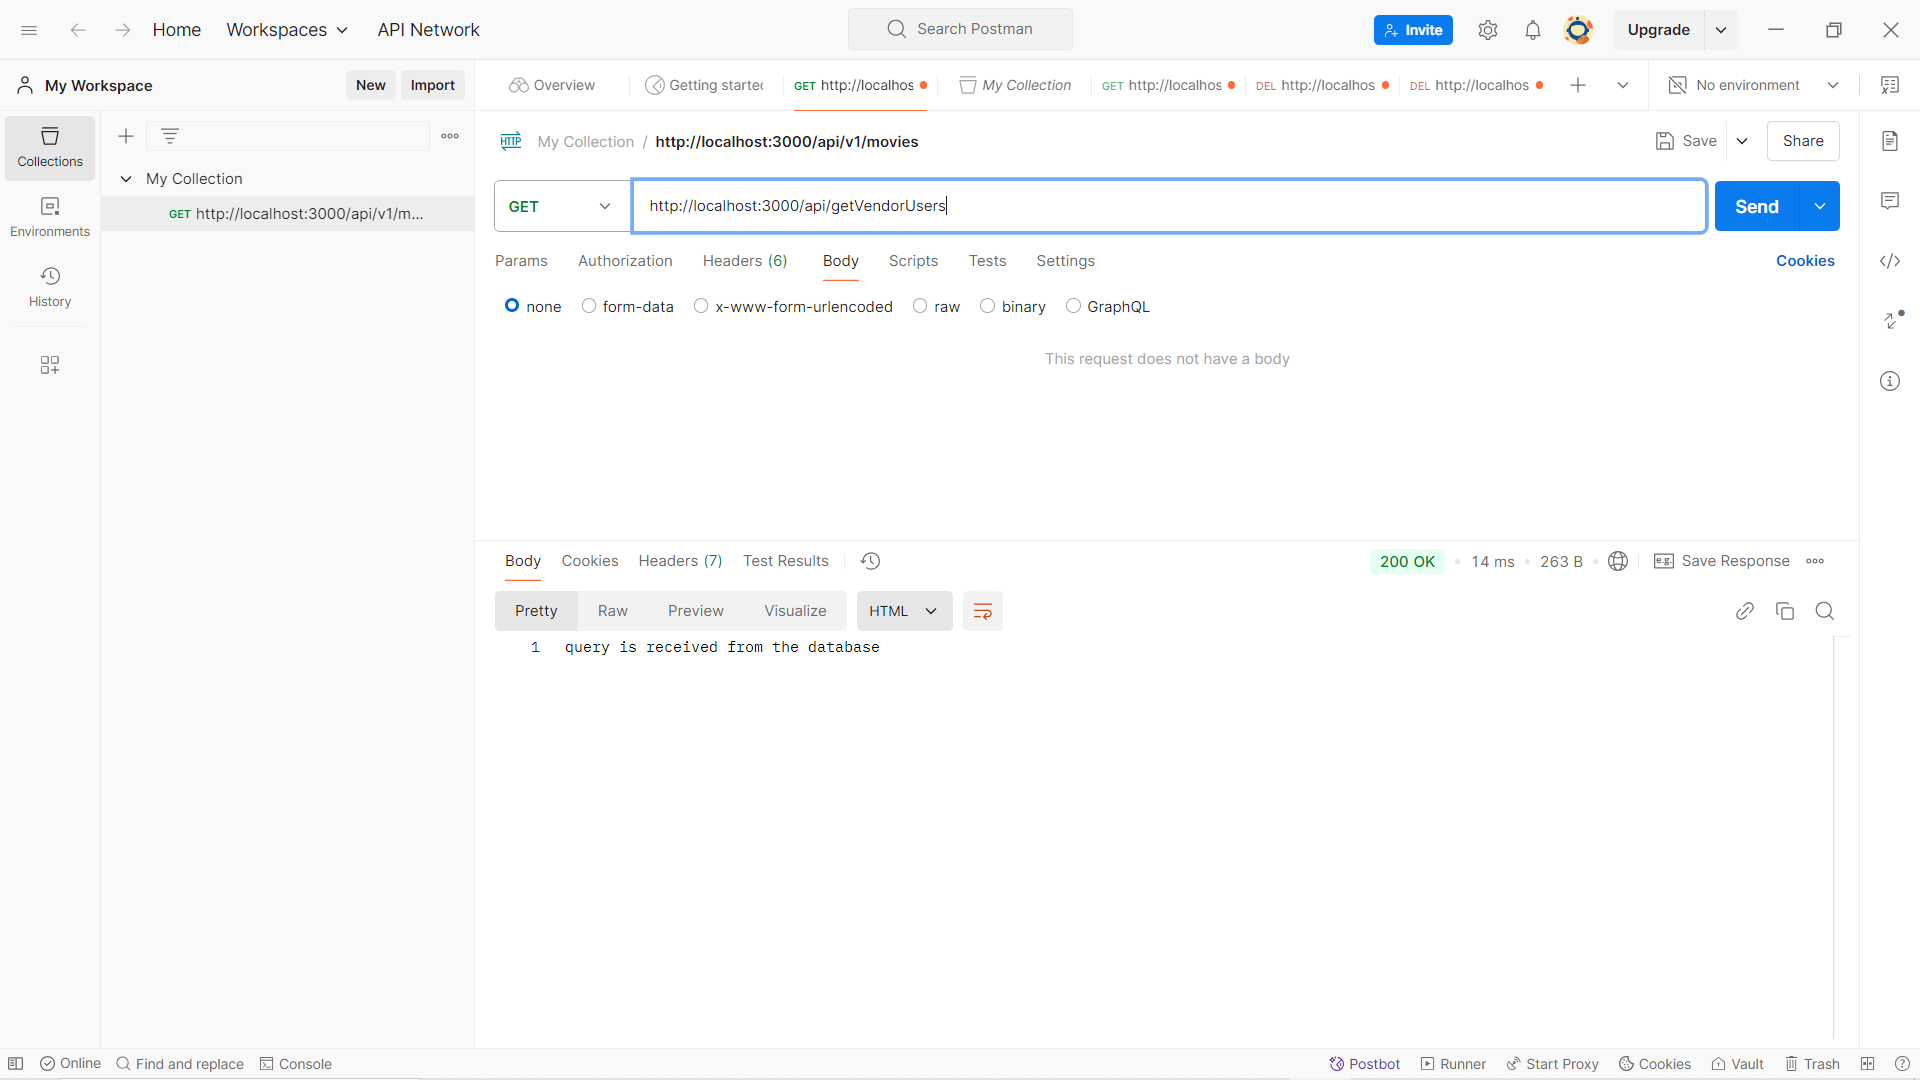 Home Workspaces API Network Search Postman Invite Upgrade
My Workspace New Import Overview Getting started GET http://localhos My Collection GET http://localhos DEL http://localhos DEL http://localhos No environment
Collections
Environments
History
My Collection
GET http://localhost:3000/api/v1/m...
HTTP My Collection / http://localhost:3000/api/v1/movies Save Share
GET http://localhost:3000/api/getVendorUsers Send
Params Authorization Headers (6) Body Scripts Tests Settings Cookies
none form-data x-www-form-urlencoded raw binary GraphQL
This request does not have a body
Body Cookies Headers (7) Test Results 200 OK 14 ms 263 B e.g. Save Response
Pretty Raw Preview Visualize HTML
1 query is received from the database
Online Find and replace Console Postbot Runner Start Proxy Cookies Vault Trash